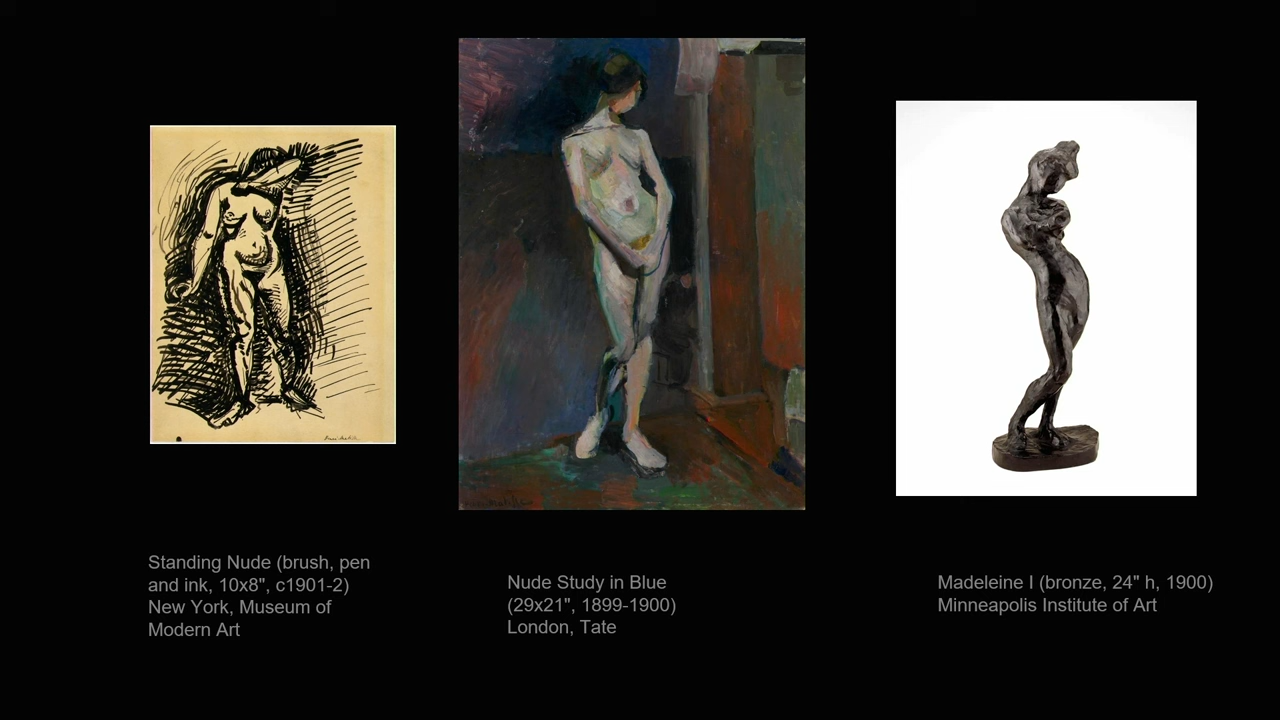 Standing Nude (brush, pen
and ink, 10x8", c1901-2)
New York, Museum of
Modern Art
Nude Study in Blue
(29x21", 1899-1900)
London, Tate
Madeleine I (bronze, 24" h, 1900)
Minneapolis Institute of Art